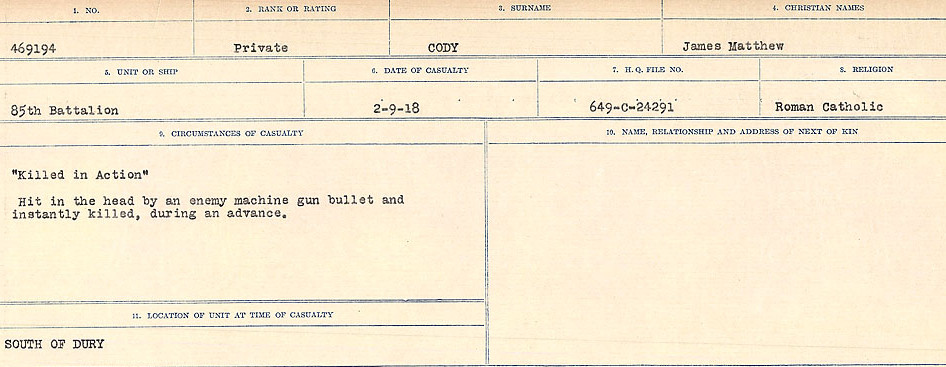 1. NO. 2. RANK OR RATING 3. SURNAME 4. CHRISTIAN NAMES
469194 Private CODY James Matthew
5. UNIT OR SHIP 6. DATE OF CASUALTY 7. H. Q. FILE NO. 8. RELIGION
85th Battalion 2-9-18 649-C-24291 Roman Catholic
9. CIRCUMSTANCES OF CASUALTY
"Killed in Action"
Hit in the head by an enemy machine gun bullet and
instantly killed, during an advance.
10. NAME, RELATIONSHIP AND ADDRESS OF NEXT OF KIN
11. LOCATION OF UNIT AT TIME OF CASUALTY
SOUTH OF DURY